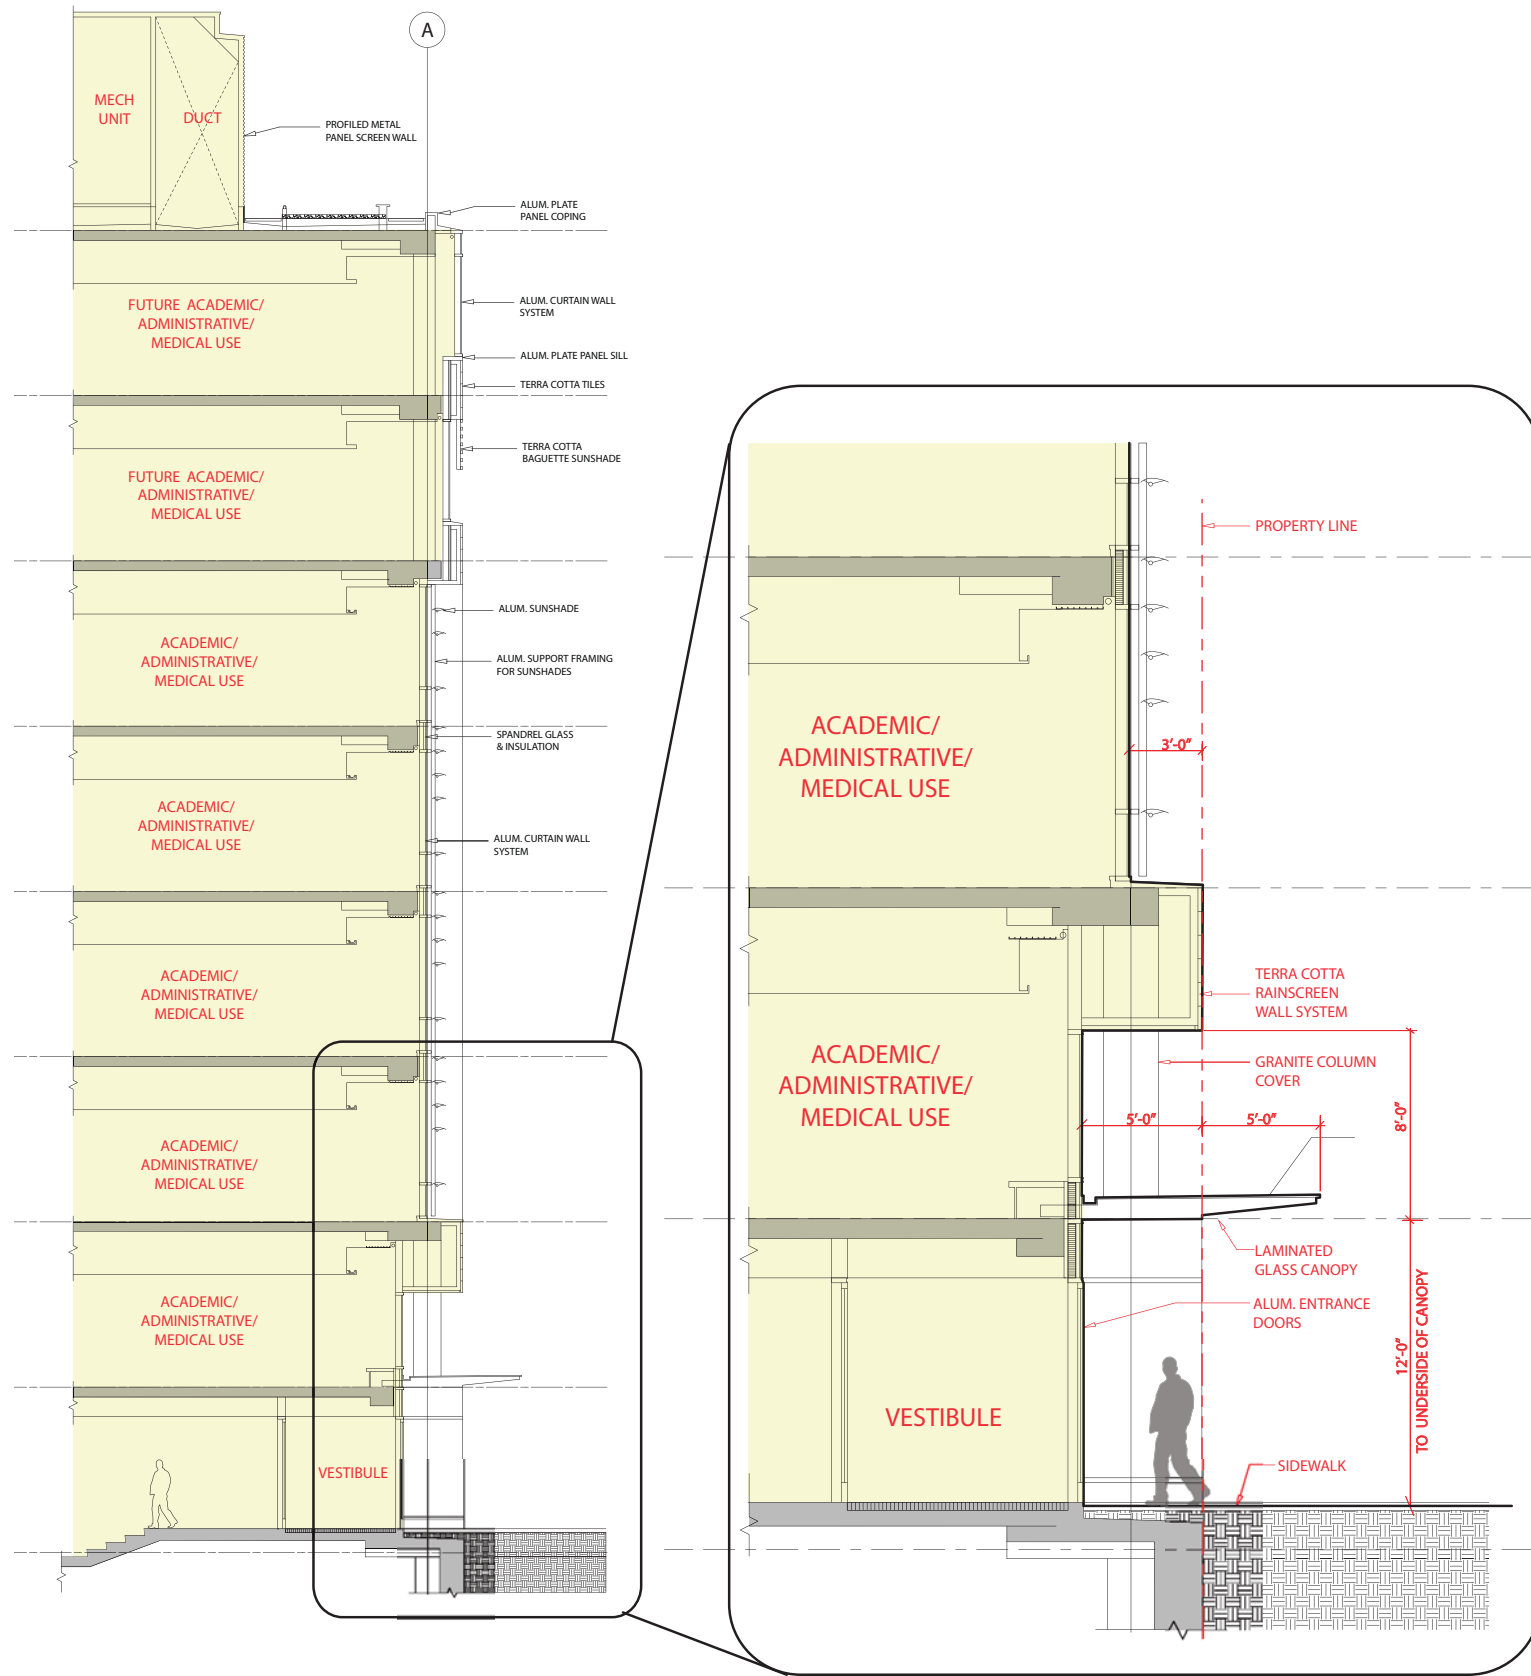 A
MECH
UNIT
DUCT
PROFILED METAL
PANEL SCREEN WALL
ALUM. PLATE
PANEL COPING
FUTURE ACADEMIC/
ADMINISTRATIVE/
MEDICAL USE
ALUM. CURTAIN WALL
SYSTEM
ALUM. PLATE PANEL SILL
TERRA COTTA TILES
TERRA COTTA
BAGUETTE SUNSHADE
FUTURE ACADEMIC/
ADMINISTRATIVE/
MEDICAL USE
ALUM. SUNSHADE
ACADEMIC/
ADMINISTRATIVE/
MEDICAL USE
ALUM. SUPPORT FRAMING
FOR SUNSHADES
SPANDREL GLASS
& INSULATION
ACADEMIC/
ADMINISTRATIVE/
MEDICAL USE
ALUM. CURTAIN WALL
SYSTEM
ACADEMIC/
ADMINISTRATIVE/
MEDICAL USE
ACADEMIC/
ADMINISTRATIVE/
MEDICAL USE
ACADEMIC/
ADMINISTRATIVE/
MEDICAL USE
VESTIBULE
PROPERTY LINE
ACADEMIC/
ADMINISTRATIVE/
MEDICAL USE
3'-0"
TERRA COTTA
RAINSCREEN
WALL SYSTEM
ACADEMIC/
ADMINISTRATIVE/
MEDICAL USE
GRANITE COLUMN
COVER
5'-0"
5'-0"
8'-0"
LAMINATED
GLASS CANOPY
ALUM. ENTRANCE
DOORS
12'-0"
TO UNDERSIDE OF CANOPY
VESTIBULE
SIDEWALK